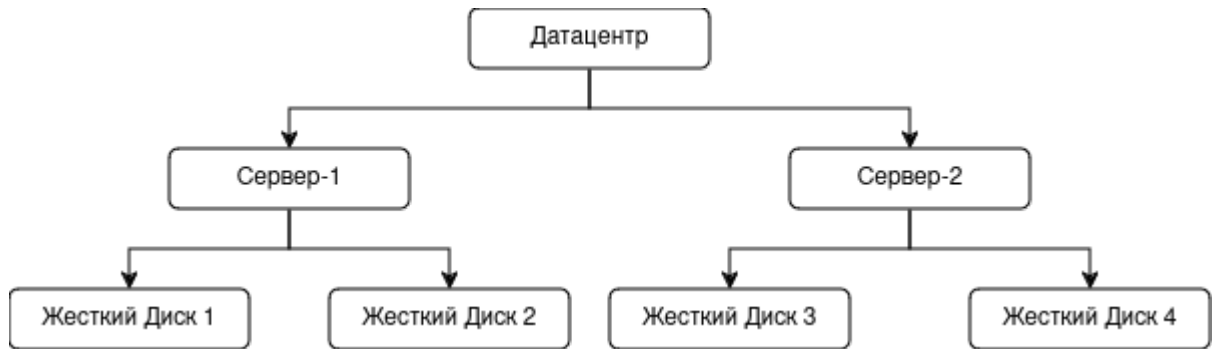 Датацентр
Сервер-1
Сервер-2
Жесткий Диск 1
Жесткий Диск 2
Жесткий Диск 3
Жесткий Диск 4